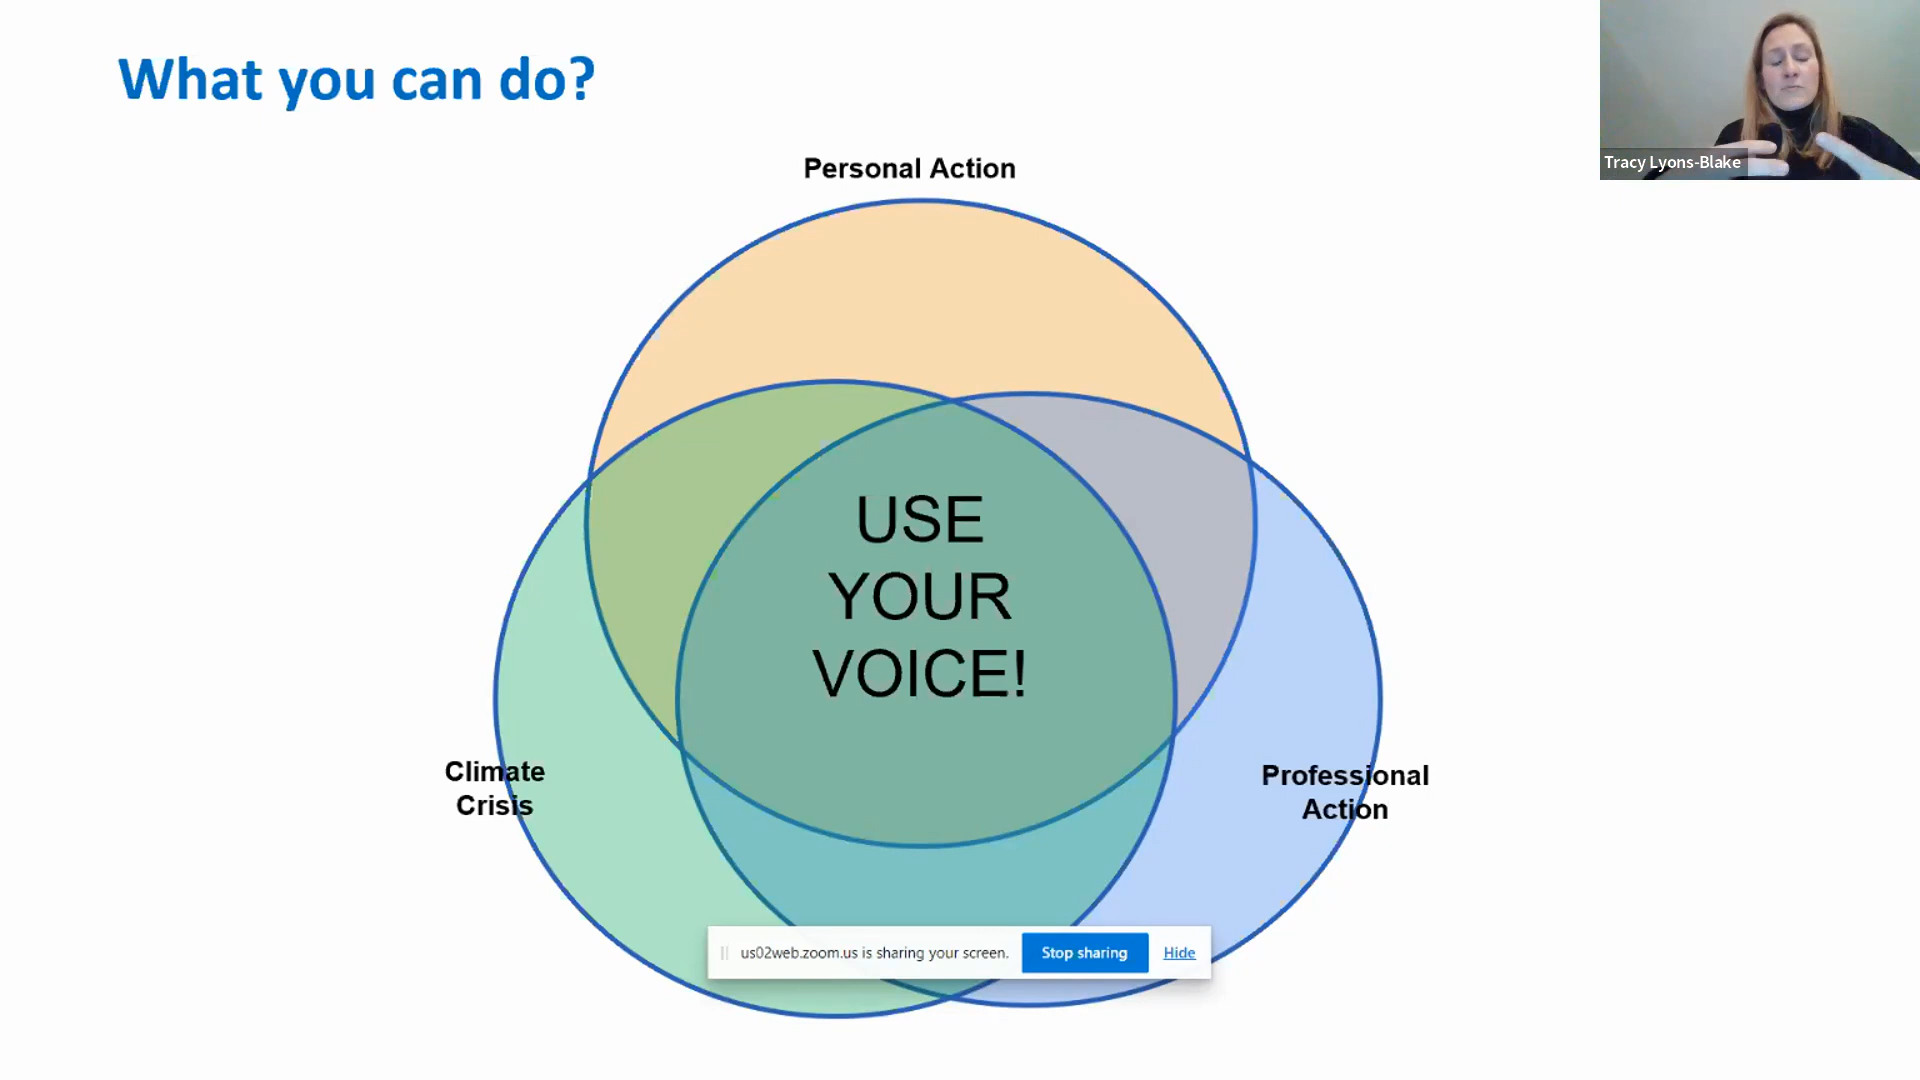 What you can do?
Tracy Lyons-Blake
Personal Action
USE
YOUR
VOICE!
Climate
Crisis
Professional
Action
us02web.zoom.us is sharing your screen.
Stop sharing
Hide